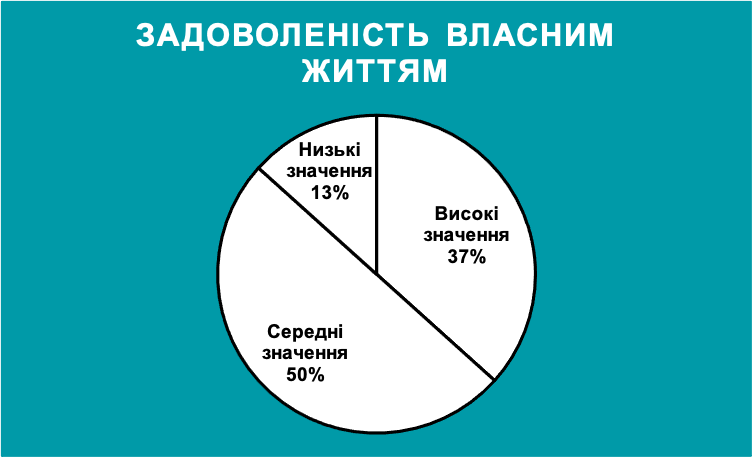 ЗАДОВОЛЕНІСТЬ ВЛАСНИМ
ЖИТТЯМ
Низькі
значення
13%
Високі
значення
37%
Середні
значення
50%